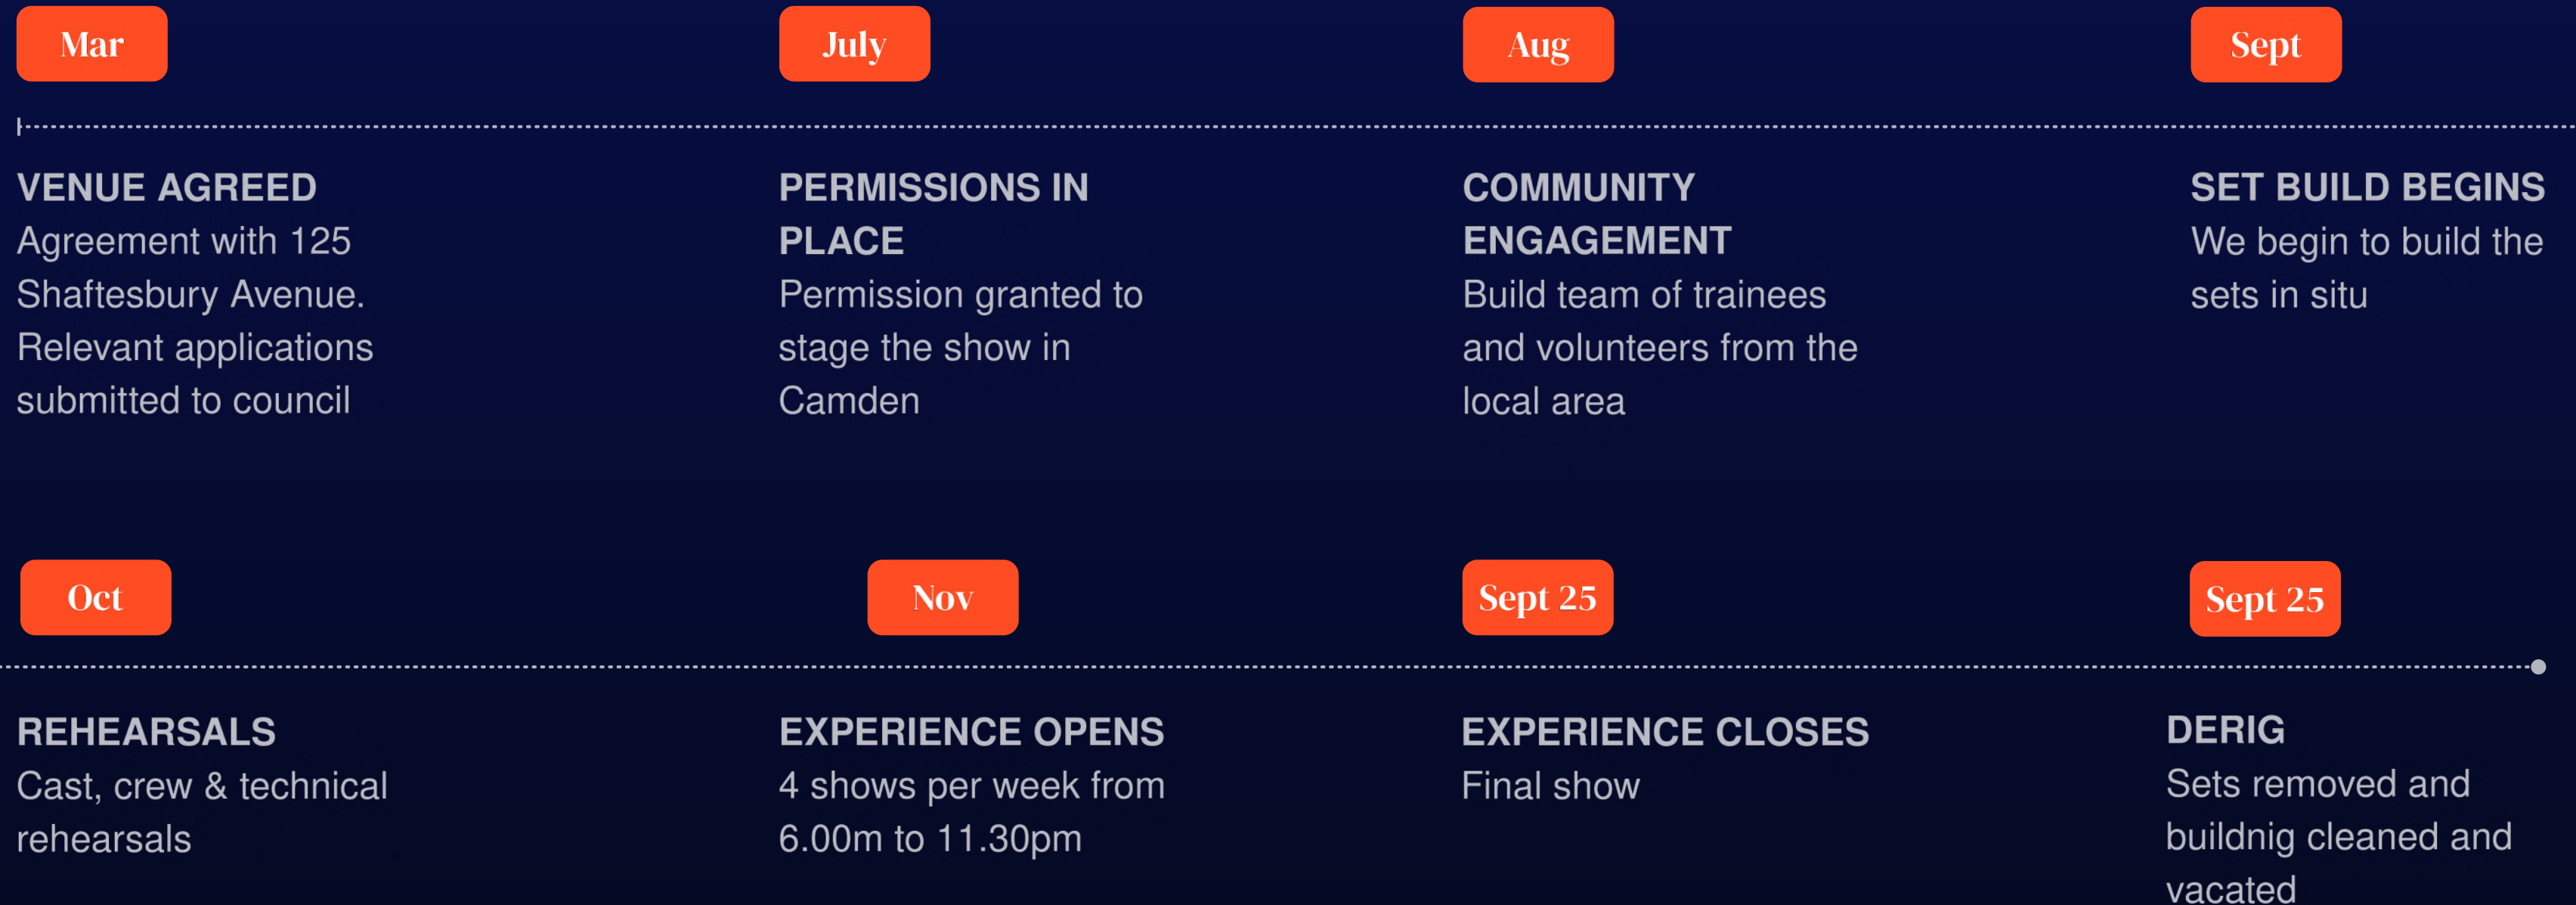 Mar
VENUE AGREED
Agreement with 125
Shaftesbury Avenue.
Relevant applications
submitted to council
July
PERMISSIONS IN
PLACE
Permission granted to
stage the show in
Camden
Aug
COMMUNITY
ENGAGEMENT
Build team of trainees
and volunteers from the
local area
Sept
SET BUILD BEGINS
We begin to build the
sets in situ
Oct
REHEARSALS
Cast, crew & technical
rehearsals
Nov
EXPERIENCE OPENS
4 shows per week from
6.00m to 11.30pm
Sept 25
EXPERIENCE CLOSES
Final show
Sept 25
DERIG
Sets removed and
buildnig cleaned and
vacated